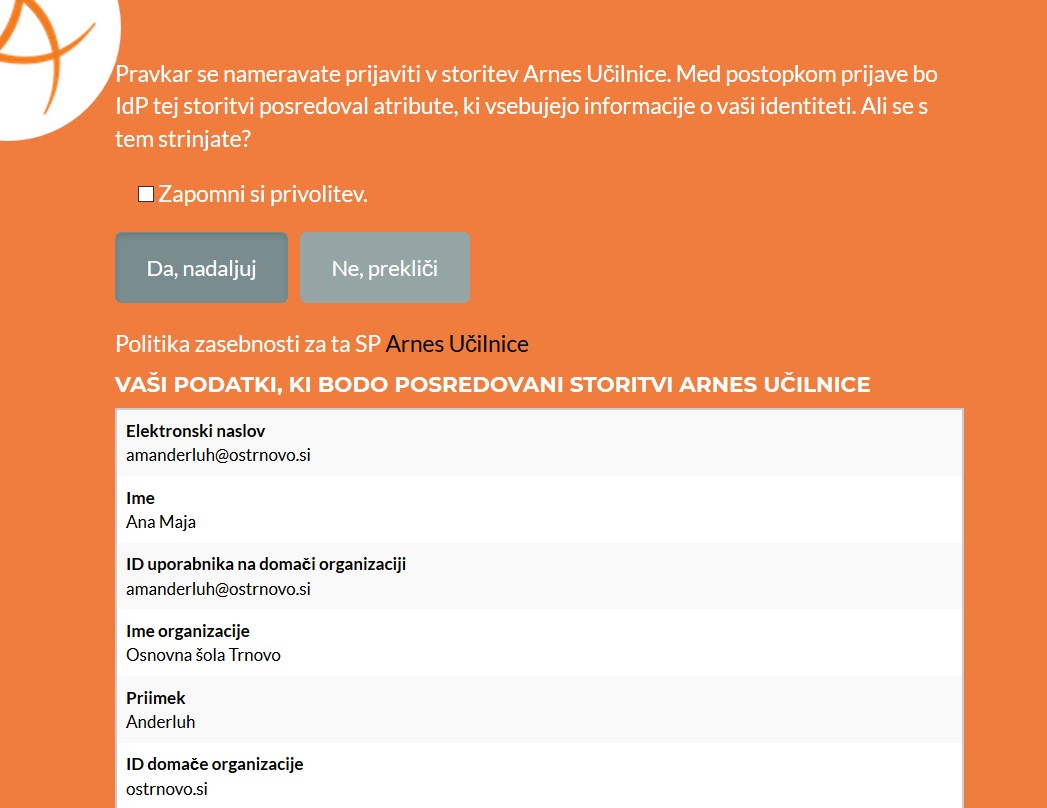 Pravkar se nameravate prijaviti v storitev Arnes Učilnice. Med postopkom prijave bo
IdP tej storitvi posredoval atribute, ki vsebujejo informacije o vaši identiteti. Ali se s
tem strinjate?
Zapomni si privolitev.
Da, nadaljuj
Ne, prekliči
Politika zasebnosti za ta SP Arnes Učilnice
VAŠI PODATKI, KI BODO POSREDOVANI STORITVI ARNES UČILNICE
Elektronski naslov
amanderluh@ostrnovo.si
Ime
Ana Maja
ID uporabnika na domači organizaciji
amanderluh@ostrnovo.si
Ime organizacije
Osnovna šola Trnovo
Priimek
Anderluh
ID domače organizacije
ostrnovo.si